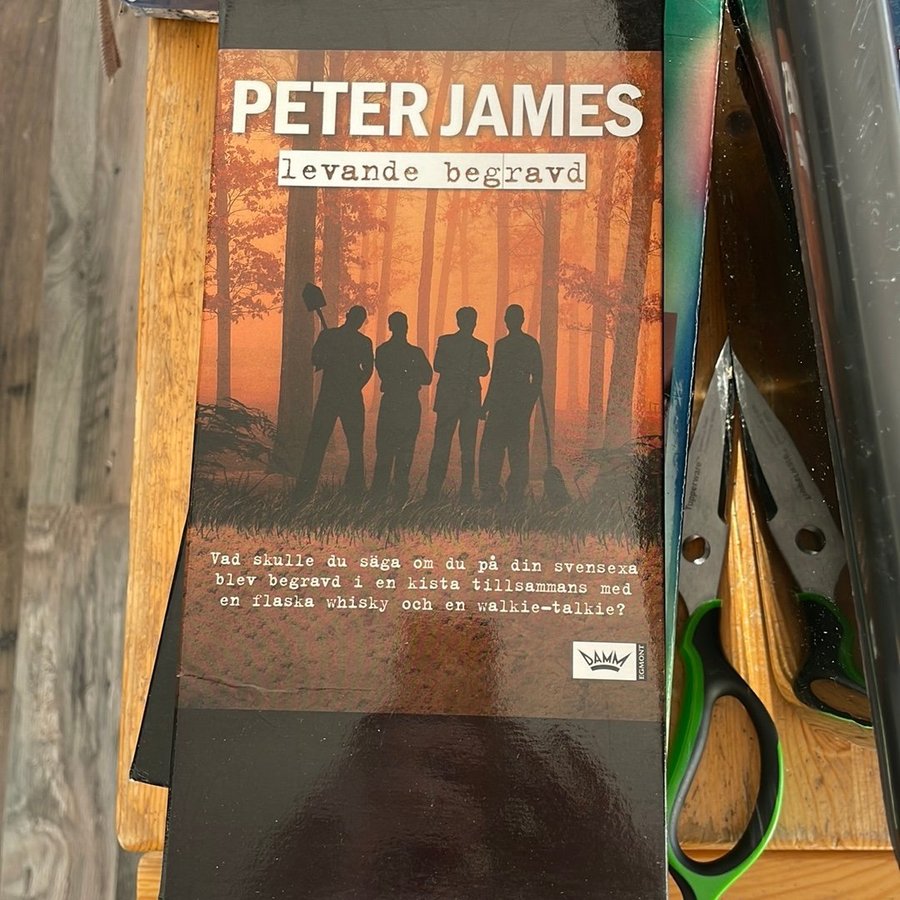 PETER JAMES
levande begravd
Vad skulle du säga om du på din svensexa
blev begravd i en kista tillsammans med
en flaska whisky och en walkie-talkie?
DAMM
EGMONT
Tupperware